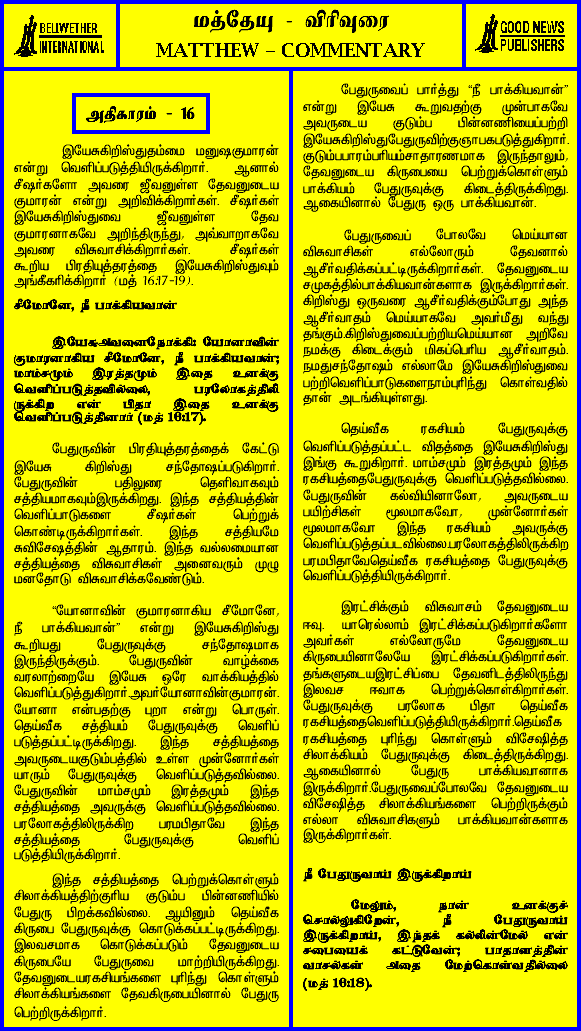 BELLWETHER
INTERNATIONAL
மத்தேயு - விரிவுரை
MATTHEW – COMMENTARY
GOOD NEWS
PUBLISHERS
அதிகாரம் - 16
இயேசுகிறிஸ்துதம்மை மனுஷகுமாரன்
என்று வெளிப்படுத்தியிருக்கிறார். ஆனால்
சீஷர்களோ அவரை ஜீவனுள்ள தேவனுடைய
குமாரன் என்று அறிவிக்கிறார்கள். சீஷர்கள்
இயேசுகிறிஸ்துவை ஜீவனுள்ள தேவ
குமாரனாகவே அறிந்திருந்து, அவ்வாறாகவே
அவரை விசுவாசிக்கிறார்கள். சீஷர்கள்
கூறிய பிரதியுத்தரத்தை இயேசுகிறிஸ்துவும்
அங்கீகரிக்கிறார் (மத் 16:17-19).
சீமோனே, நீ பாக்கியவான்
இயேசுஅவனைநோக்கி: யோனாவின்
குமாரனாகிய சீமோனே, நீ பாக்கியவான்;
மாம்சமும் இரத்தமும் இதை உனக்கு
வெளிப்படுத்தவில்லை, பரலோகத்திலி
ருக்கிற என் பிதா இதை உனக்கு
வெளிப்படுத்தினார் (மத் 16:17).
பேதுருவின் பிரதியுத்தரத்தைக் கேட்டு
இயேசு கிறிஸ்து சந்தோஷப்படுகிறார்.
பேதுருவின் பதிலுரை தெளிவாகவும்
சத்தியமாகவும்இருக்கிறது. இந்த சத்தியத்தின்
வெளிப்பாடுகளை சீஷர்கள் பெற்றுக்
கொண்டிருக்கிறார்கள். இந்த சத்தியமே
சுவிசேஷத்தின் ஆதாரம். இந்த வல்லமையான
சத்தியத்தை விசுவாசிகள் அனைவரும் முழு
மனதோடு விசுவாசிக்கவேண்டும்.
"யோனாவின் குமாரனாகிய சீமோனே,
நீ பாக்கியவான்" என்று இயேசுகிறிஸ்து
கூறியது பேதுருவுக்கு சந்தோஷமாக
இருந்திருக்கும். பேதுருவின் வாழ்க்கை
வரலாற்றையே இயேசு ஒரே வாக்கியத்தில்
வெளிப்படுத்துகிறார்.அவர்யோனாவின்குமாரன்.
யோனா என்பதற்கு புறா என்று பொருள்.
தெய்வீக சத்தியம் பேதுருவுக்கு வெளிப்
படுத்தப்பட்டிருக்கிறது. இந்த சத்தியத்தை
அவருடையகுடும்பத்தில் உள்ள முன்னோர்கள்
யாரும் பேதுருவுக்கு வெளிப்படுத்தவில்லை.
பேதுருவின் மாம்சமும் இரத்தமும் இந்த
சத்தியத்தை அவருக்கு வெளிப்படுத்தவில்லை.
பரலோகத்திலிருக்கிற பரமபிதாவே இந்த
சத்தியத்தை பேதுருவுக்கு வெளிப்
படுத்தியிருக்கிறார்.
இந்த சத்தியத்தை பெற்றுக்கொள்ளும்
சிலாக்கியத்திற்குரிய குடும்ப பின்னணியில்
பேதுரு பிறக்கவில்லை. ஆயினும் தெய்வீக
கிருபை பேதுருவுக்கு கொடுக்கப்பட்டிருக்கிறது.
இலவசமாக கொடுக்கப்படும் தேவனுடைய
கிருபையே பேதுருவை மாற்றியிருக்கிறது.
தேவனுடையரகசியங்களை புரிந்து கொள்ளும்
சிலாக்கியங்களை தேவகிருபையினால் பேதுரு
பெற்றிருக்கிறார்.
பேதுருவைப் பார்த்து "நீ பாக்கியவான்"
என்று இயேசு கூறுவதற்கு முன்பாகவே
அவருடைய குடும்ப பின்னணியைப்பற்றி
இயேசுகிறிஸ்துபேதுருவிற்குஞாபகபடுத்துகிறார்.
குடும்பபாரம்பரியம்சாதாரணமாக இருந்தாலும்,
தேவனுடைய கிருபையை பெற்றுக்கொள்ளும்
பாக்கியம் பேதுருவுக்கு கிடைத்திருக்கிறது.
ஆகையினால் பேதுரு ஒரு பாக்கியவான்.
பேதுருவைப் போலவே மெய்யான
விசுவாசிகள் எல்லோரும் தேவனால்
ஆசீர்வதிக்கப்பட்டிருக்கிறார்கள். தேவனுடைய
சமுகத்தில்பாக்கியவான்களாக இருக்கிறார்கள்.
கிறிஸ்து ஒருவரை ஆசீர்வதிக்கும்போது அந்த
ஆசீர்வாதம் மெய்யாகவே அவர்மீது வந்து
தங்கும்.கிறிஸ்துவைப்பற்றியமெய்யான அறிவே
நமக்கு கிடைக்கும் மிகப்பெரிய ஆசீர்வாதம்.
நமதுசந்தோஷம் எல்லாமே இயேசுகிறிஸ்துவை
பற்றிவெளிப்பாடுகளைநாம்புரிந்து கொள்வதில்
தான் அடங்கியுள்ளது.
தெய்வீக ரகசியம் பேதுருவுக்கு
வெளிப்படுத்தப்பட்ட விதத்தை இயேசுகிறிஸ்து
இங்கு கூறுகிறார். மாம்சமும் இரத்தமும் இந்த
ரகசியத்தைபேதுருவுக்கு வெளிப்படுத்தவில்லை.
பேதுருவின் கல்வியினாலோ, அவருடைய
பயிற்சிகள் மூலமாகவோ, முன்னோர்கள்
மூலமாகவோ இந்த ரகசியம் அவருக்கு
வெளிப்படுத்தப்படவில்லை.பரலோகத்திலிருக்கிற
பரமபிதாவேதெய்வீக ரகசியத்தை பேதுருவுக்கு
வெளிப்படுத்தியிருக்கிறார்.
இரட்சிக்கும் விசுவாசம் தேவனுடைய
ஈவு. யாரெல்லாம் இரட்சிக்கப்படுகிறார்களோ
அவர்கள் எல்லோருமே தேவனுடைய
கிருபையினாலேயே இரட்சிக்கப்படுகிறார்கள்.
தங்களுடையஇரட்சிப்பை தேவனிடத்திலிருந்து
இலவச ஈவாக பெற்றுக்கொள்கிறார்கள்.
பேதுருவுக்கு பரலோக பிதா தெய்வீக
ரகசியத்தைவெளிப்படுத்தியிருக்கிறார்.தெய்வீக
ரகசியத்தை புரிந்து கொள்ளும் விசேஷித்த
சிலாக்கியம் பேதுருவுக்கு கிடைத்திருக்கிறது.
ஆகையினால் பேதுரு பாக்கியவானாக
இருக்கிறார்.பேதுருவைப்போலவே தேவனுடைய
விசேஷித்த சிலாக்கியங்களை பெற்றிருக்கும்
எல்லா விசுவாசிகளும் பாக்கியவான்களாக
இருக்கிறார்கள்.
நீ பேதுருவாய் இருக்கிறாய்
மேலும், நான் உனக்குச்
சொல்லுகிறேன், நீ பேதுருவாய்
இருக்கிறாய், இந்தக் கல்லின்மேல் என்
சபையைக் கட்டுவேன்; பாதாளத்தின்
வாசல்கள் அதை மேற்கொள்வதில்லை
(மத் 16:18).